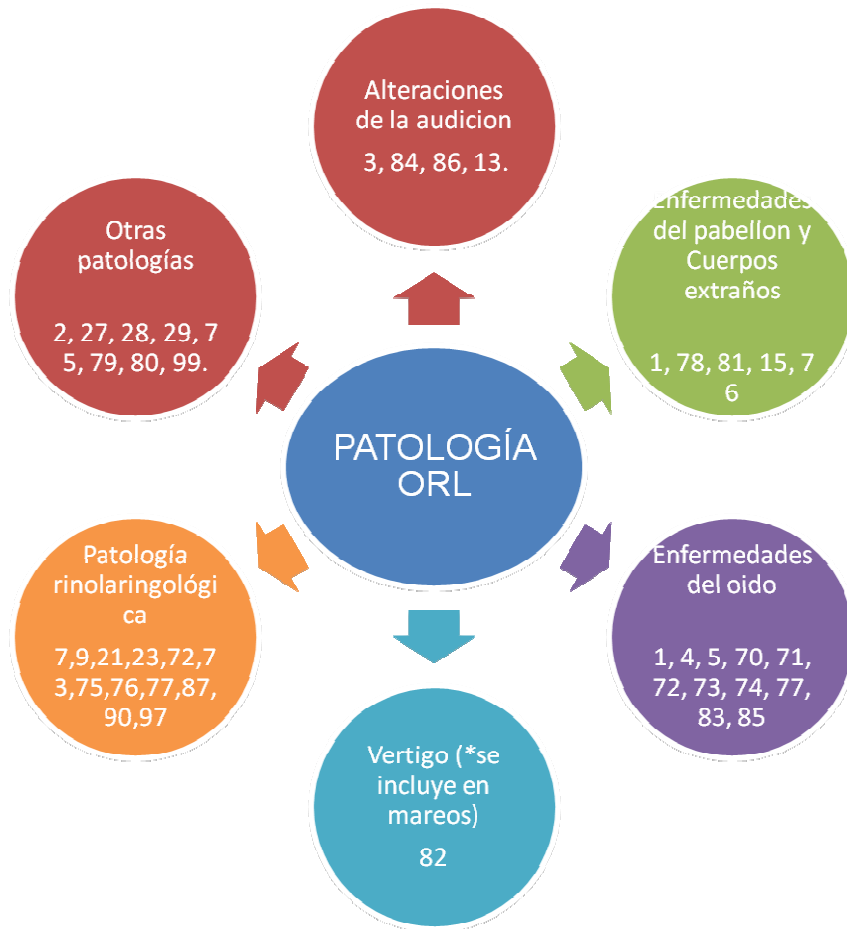 Alteraciones
de la audicion
3, 84, 86, 13.
Enfermedades
del pabellon y
Cuerpos
extraños
1, 78, 81, 15, 7
6
Enfermedades
del oido
1, 4, 5, 70, 71,
72, 73, 74, 77,
83, 85
Vertigo (*se
incluye en
mareos)
82
Patología
rinolaringológi
ca
7,9,21,23,72,7
3,75,76,77,87,
90,97
Otras
patologías
2, 27, 28, 29, 7
5, 79, 80, 99.
PATOLOGÍA
ORL